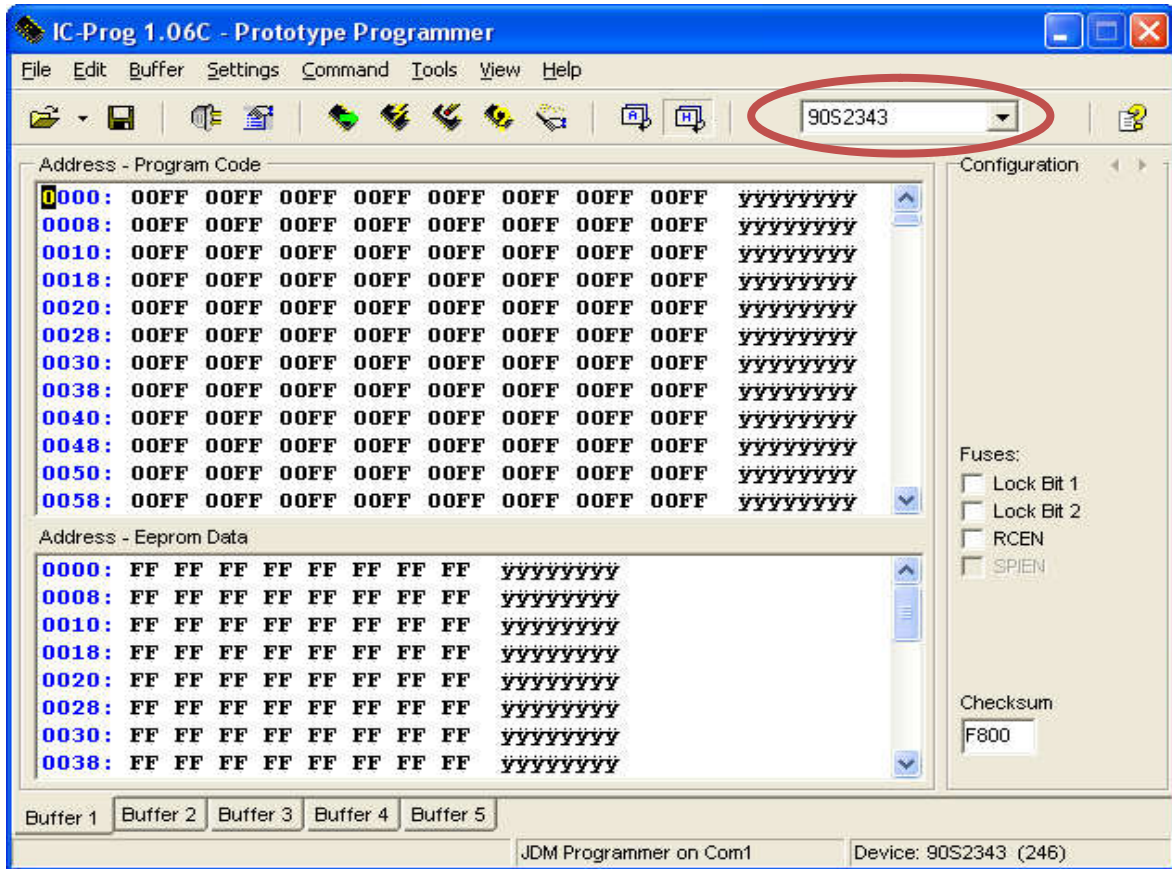 IC-Prog 1.06C - Prototype Programmer
File Edit Buffer Settings Command Tools View Help
90S2343
Address - Program Code
0000: 00FF 00FF 00FF 00FF 00FF 00FF 00FF 00FF ÿÿÿÿÿÿÿÿ
0008: 00FF 00FF 00FF 00FF 00FF 00FF 00FF 00FF ÿÿÿÿÿÿÿÿ
0010: 00FF 00FF 00FF 00FF 00FF 00FF 00FF 00FF ÿÿÿÿÿÿÿÿ
0018: 00FF 00FF 00FF 00FF 00FF 00FF 00FF 00FF ÿÿÿÿÿÿÿÿ
0020: 00FF 00FF 00FF 00FF 00FF 00FF 00FF 00FF ÿÿÿÿÿÿÿÿ
0028: 00FF 00FF 00FF 00FF 00FF 00FF 00FF 00FF ÿÿÿÿÿÿÿÿ
0030: 00FF 00FF 00FF 00FF 00FF 00FF 00FF 00FF ÿÿÿÿÿÿÿÿ
0038: 00FF 00FF 00FF 00FF 00FF 00FF 00FF 00FF ÿÿÿÿÿÿÿÿ
0040: 00FF 00FF 00FF 00FF 00FF 00FF 00FF 00FF ÿÿÿÿÿÿÿÿ
0048: 00FF 00FF 00FF 00FF 00FF 00FF 00FF 00FF ÿÿÿÿÿÿÿÿ
0050: 00FF 00FF 00FF 00FF 00FF 00FF 00FF 00FF ÿÿÿÿÿÿÿÿ
0058: 00FF 00FF 00FF 00FF 00FF 00FF 00FF 00FF ÿÿÿÿÿÿÿÿ
Address - Eeprom Data
0000: FF FF FF FF FF FF FF FF ÿÿÿÿÿÿÿÿ
0008: FF FF FF FF FF FF FF FF ÿÿÿÿÿÿÿÿ
0010: FF FF FF FF FF FF FF FF ÿÿÿÿÿÿÿÿ
0018: FF FF FF FF FF FF FF FF ÿÿÿÿÿÿÿÿ
0020: FF FF FF FF FF FF FF FF ÿÿÿÿÿÿÿÿ
0028: FF FF FF FF FF FF FF FF ÿÿÿÿÿÿÿÿ
0030: FF FF FF FF FF FF FF FF ÿÿÿÿÿÿÿÿ
0038: FF FF FF FF FF FF FF FF ÿÿÿÿÿÿÿÿ
Configuration
Fuses:
Lock Bit 1
Lock Bit 2
RCEN
SPIEN
Checksum
F800
Buffer 1 Buffer 2 Buffer 3 Buffer 4 Buffer 5
JDM Programmer on Com1 Device: 90S2343 (246)